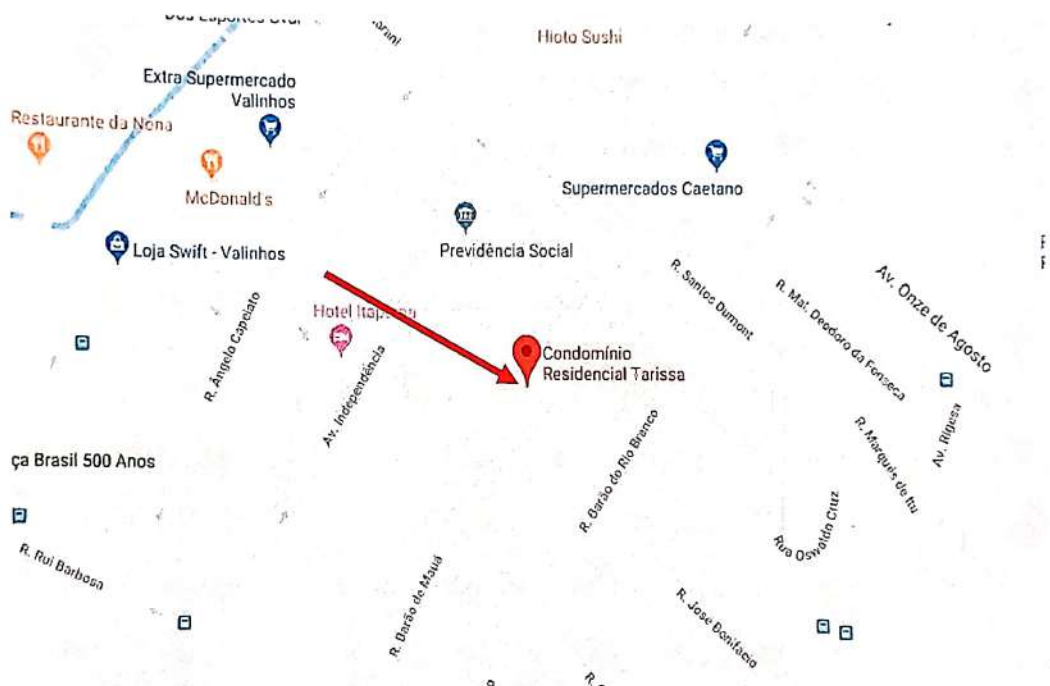 Hioto Sushi
Extra Supermercado
Valinhos
Restaurante da Nona
McDonald's
Supermercados Caetano
Loja Swift - Valinhos
Previdência Social
R. Santos Dumont
R. Mal. Deodoro da Fonseca
Av. Onze de Agosto
R. Ângelo Capelato
Hotel
Av. Independência
Condomínio
Residencial Tarissa
R. Barão do Rio Branco
R. Marquês de Itu
Av. Rigesa
ça Brasil 500 Anos
Rua Oswaldo Cruz
R. Rui Barbosa
R. Barão de Mauá
R. José Bonifácio